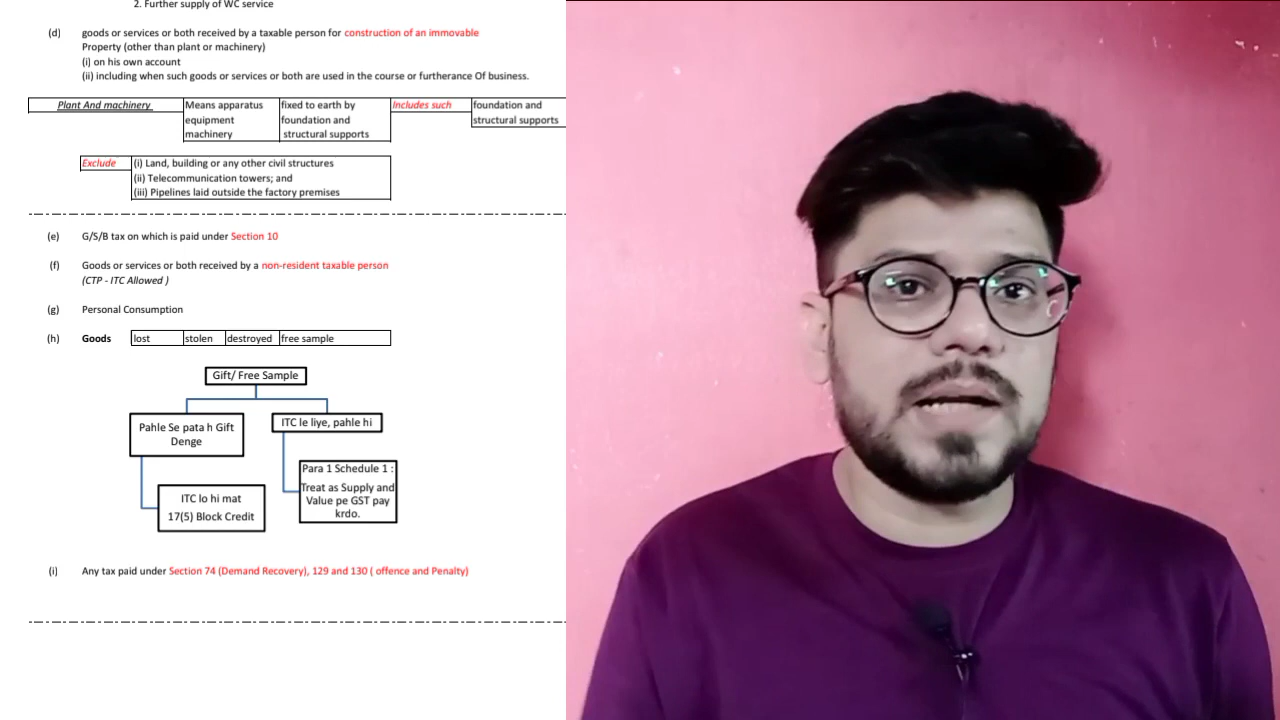 2. Further supply of WC service
(d) goods or services or both received by a taxable person for construction of an immovable
Property (other than plant or machinery)
(i) on his own account
(ii) including when such goods or services or both are used in the course or furtherance Of business.
Plant And machinery Means apparatus fixed to earth by Includes such foundation and
equipment foundation and structural supports
machinery structural supports
Exclude (i) Land, building or any other civil structures
(ii) Telecommunication towers; and
(iii) Pipelines laid outside the factory premises
(e) G/S/B tax on which is paid under Section 10
(f) Goods or services or both received by a non-resident taxable person
(CTP - ITC Allowed )
(g) Personal Consumption
(h) Goods lost stolen destroyed free sample
Gift/ Free Sample
Pahle Se pata h Gift
Denge
ITC le liye, pahle hi
ITC lo hi mat
17(5) Block Credit
Para 1 Schedule 1 :
Treat as Supply and
Value pe GST pay
krdo.
(i) Any tax paid under Section 74 (Demand Recovery), 129 and 130 ( offence and Penalty)